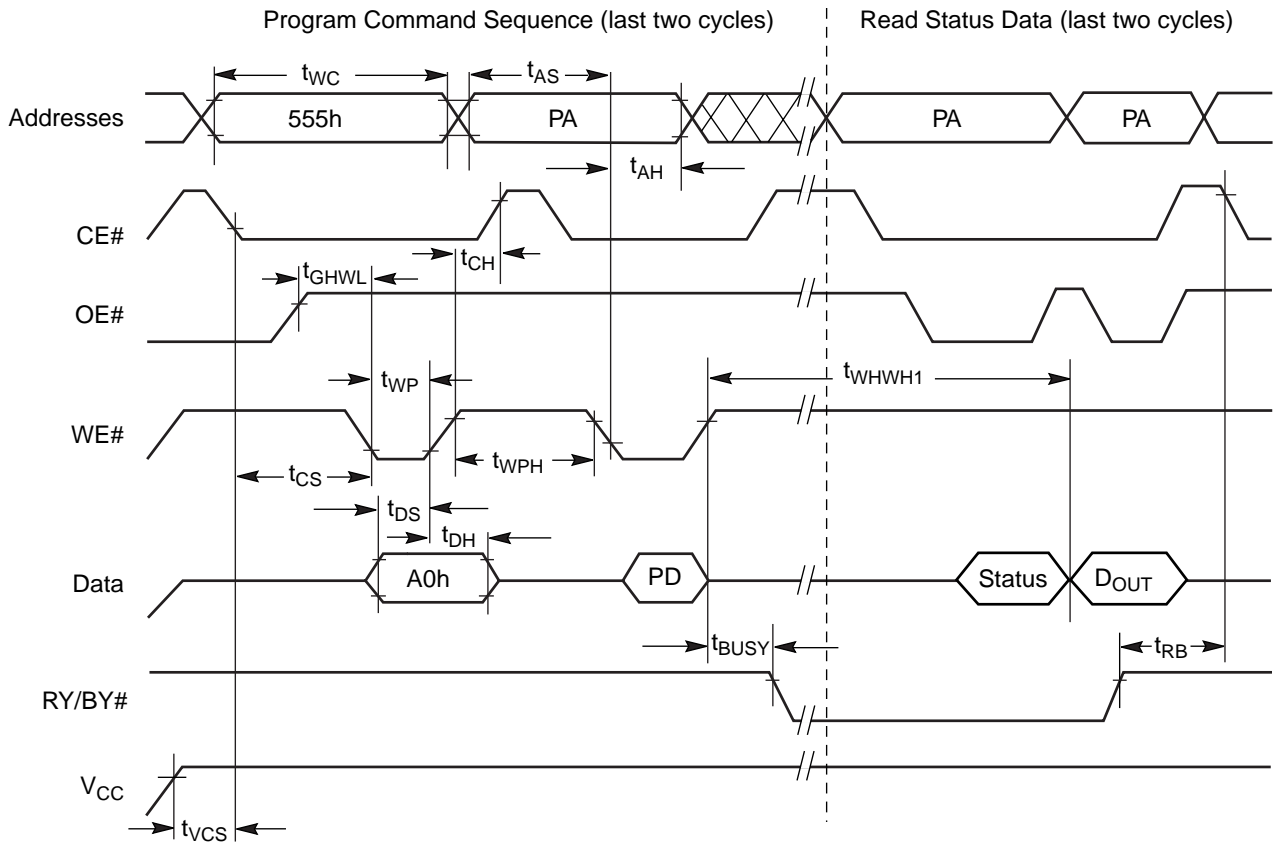 Program Command Sequence (last two cycles)
Read Status Data (last two cycles)
tWC
tAS
Addresses
555h
PA
PA
PA
tAH
CE#
tCH
tGHWL
OE#
tWP
tWHWH1
WE#
tCS
tWPH
tDS
tDH
Data
A0h
PD
Status
DOUT
tBUSY
tRB
RY/BY#
VCC
tVCS